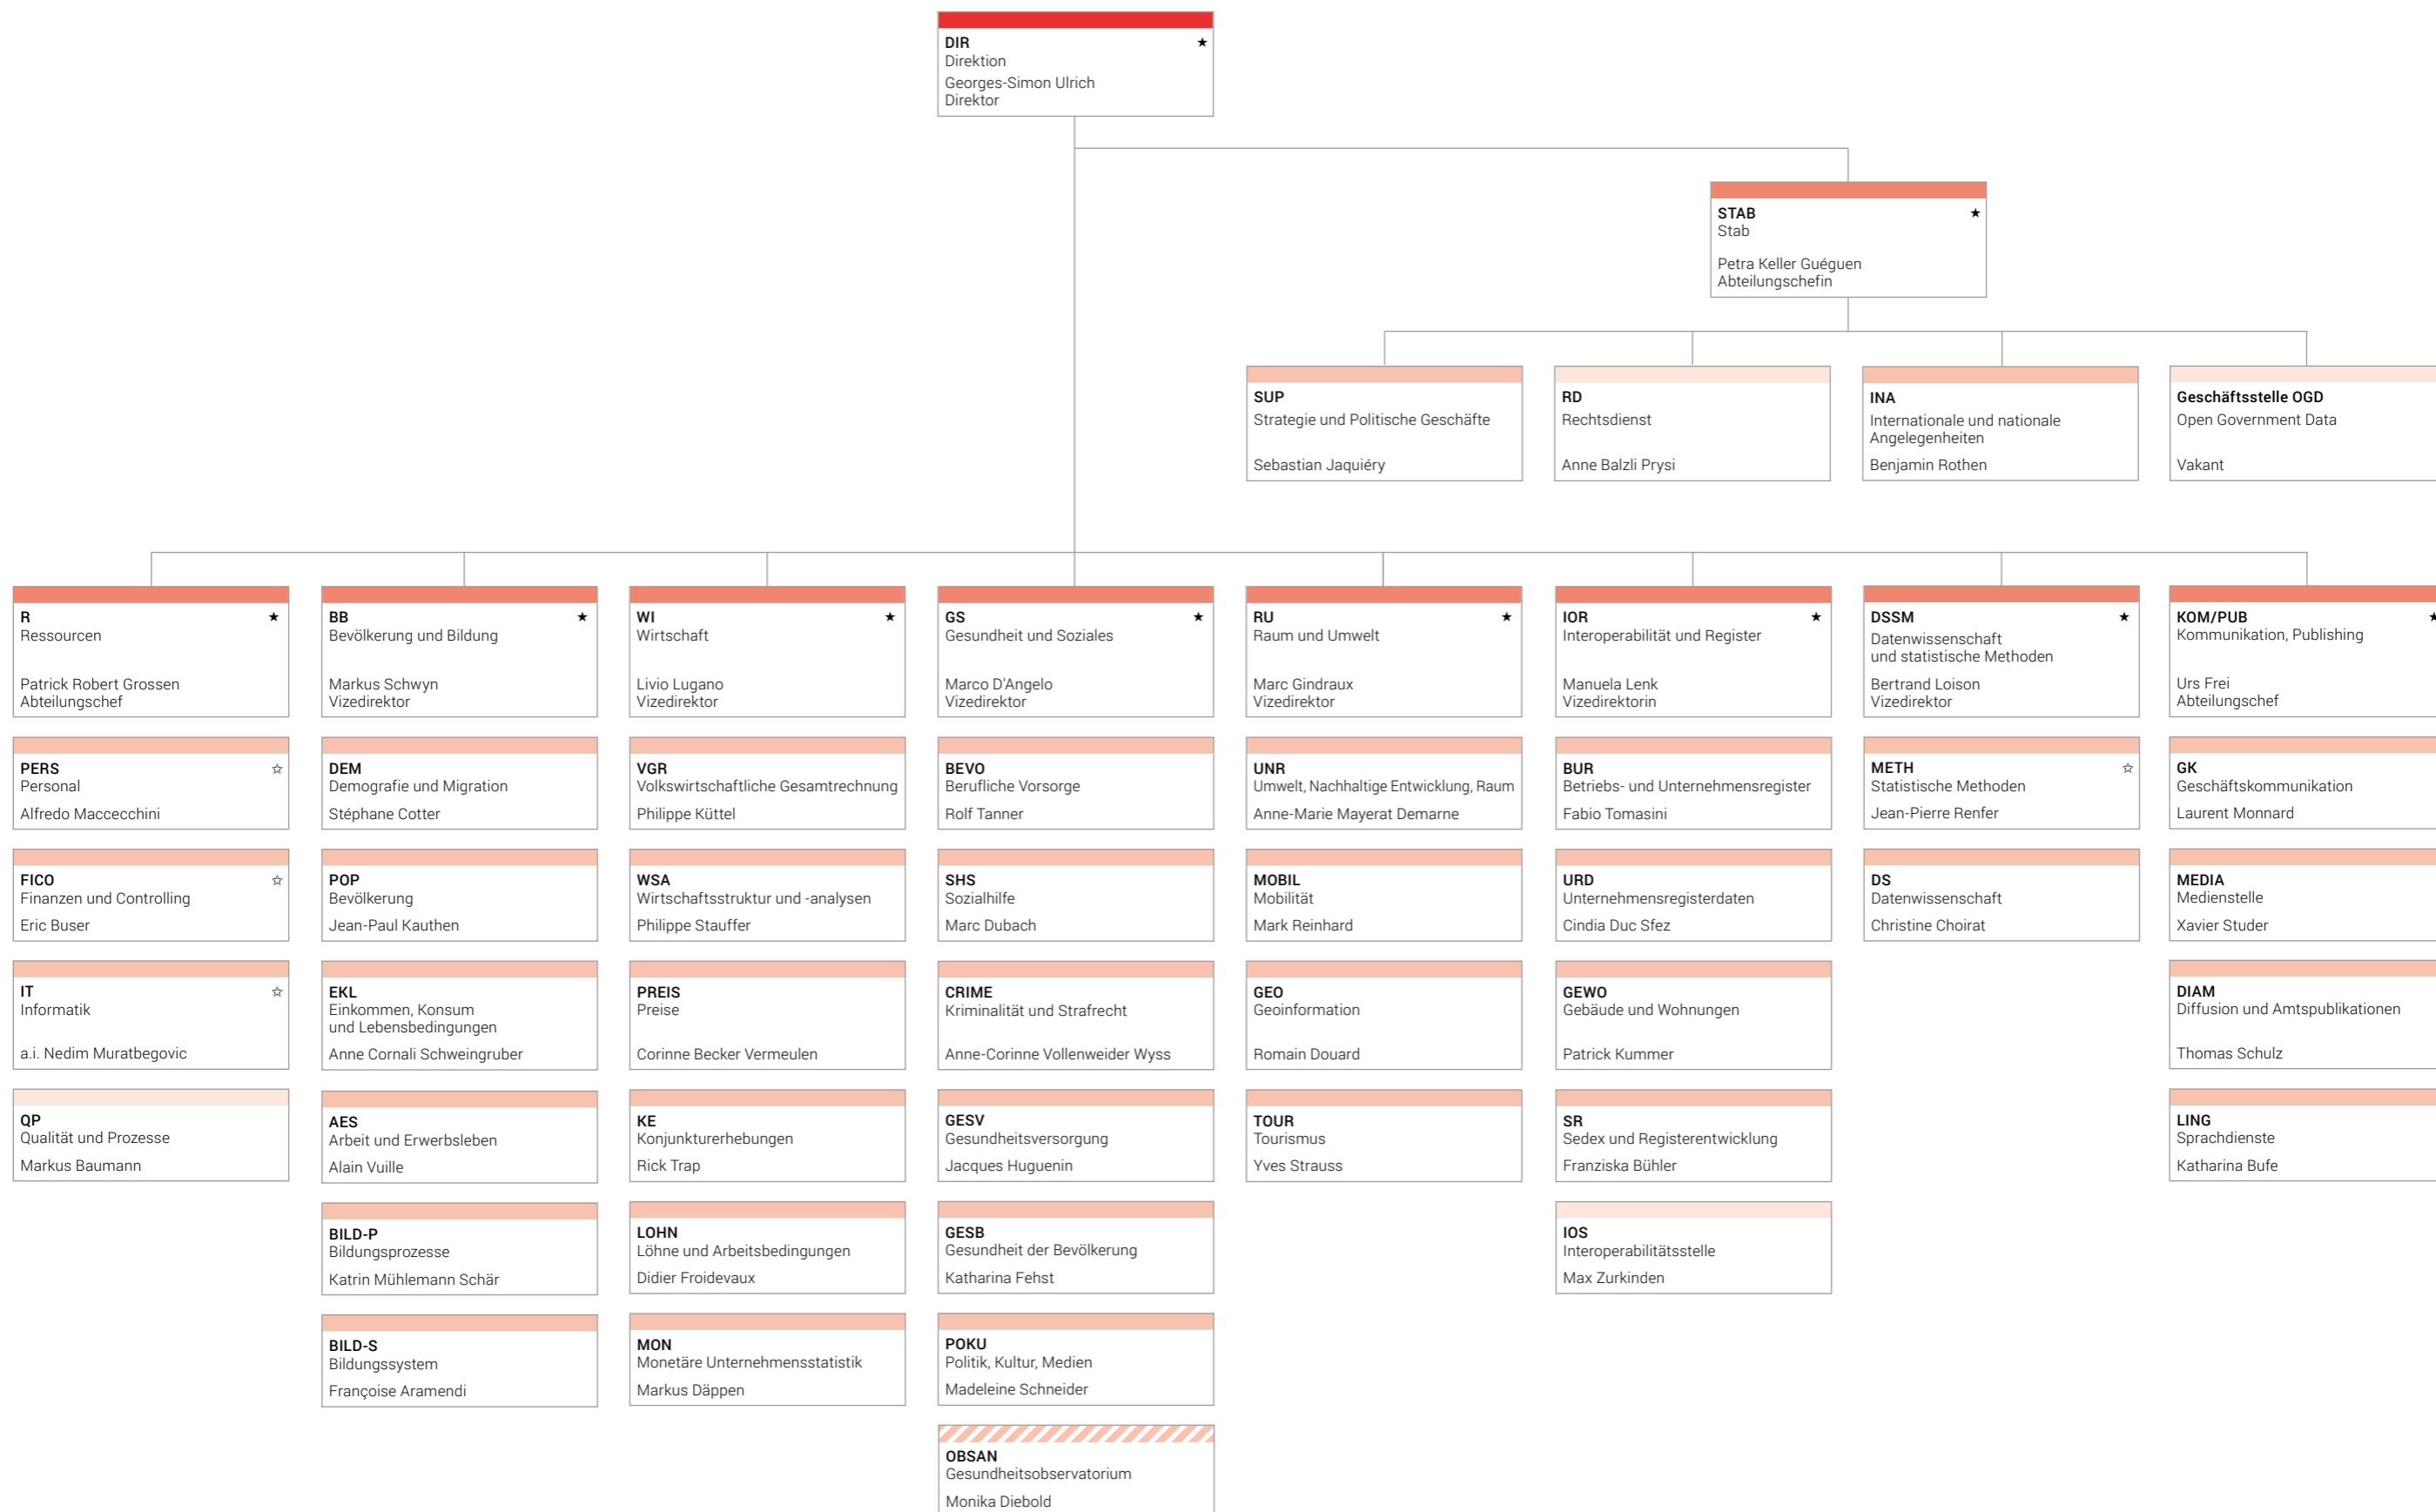 DIR ★
Direktion
Georges-Simon Ulrich
Direktor
STAB ★
Stab
Petra Keller Guéguen
Abteilungschefin
SUP
Strategie und Politische Geschäfte
Sebastian Jaquiéry
RD
Rechtsdienst
Anne Balzli Prysi
INA
Internationale und nationale
Angelegenheiten
Benjamin Rothen
Geschäftsstelle OGD
Open Government Data
Vakant
R ★
Ressourcen
Patrick Robert Grossen
Abteilungschef
PERS ☆
Personal
Alfredo Maccecchini
FICO ☆
Finanzen und Controlling
Eric Buser
IT ☆
Informatik
a.i. Nedim Muratbegovic
QP
Qualität und Prozesse
Markus Baumann
BB ★
Bevölkerung und Bildung
Markus Schwyn
Vizedirektor
DEM
Demografie und Migration
Stéphane Cotter
POP
Bevölkerung
Jean-Paul Kauthen
EKL
Einkommen, Konsum
und Lebensbedingungen
Anne Cornali Schweingruber
AES
Arbeit und Erwerbsleben
Alain Vuille
BILD-P
Bildungsprozesse
Katrin Mühlemann Schär
BILD-S
Bildungssystem
Françoise Aramendi
WI ★
Wirtschaft
Livio Lugano
Vizedirektor
VGR
Volkswirtschaftliche Gesamtrechnung
Philippe Küttel
WSA
Wirtschaftsstruktur und -analysen
Philippe Stauffer
PREIS
Preise
Corinne Becker Vermeulen
KE
Konjunkturerhebungen
Rick Trap
LOHN
Löhne und Arbeitsbedingungen
Didier Froidevaux
MON
Monetäre Unternehmensstatistik
Markus Däppen
GS ★
Gesundheit und Soziales
Marco D'Angelo
Vizedirektor
BEVO
Berufliche Vorsorge
Rolf Tanner
SHS
Sozialhilfe
Marc Dubach
CRIME
Kriminalität und Strafrecht
Anne-Corinne Vollenweider Wyss
GESV
Gesundheitsversorgung
Jacques Huguenin
GESB
Gesundheit der Bevölkerung
Katharina Fehst
POKU
Politik, Kultur, Medien
Madeleine Schneider
OBSAN
Gesundheitsobservatorium
Monika Diebold
RU ★
Raum und Umwelt
Marc Gindraux
Vizedirektor
UNR
Umwelt, Nachhaltige Entwicklung, Raum
Anne-Marie Mayerat Demarne
MOBIL
Mobilität
Mark Reinhard
GEO
Geoinformation
Romain Douard
TOUR
Tourismus
Yves Strauss
IOR ★
Interoperabilität und Register
Manuela Lenk
Vizedirektorin
BUR
Betriebs- und Unternehmensregister
Fabio Tomasini
URD
Unternehmensregisterdaten
Cindia Duc Sfez
GEWO
Gebäude und Wohnungen
Patrick Kummer
SR
Sedex und Registerentwicklung
Franziska Bühler
IOS
Interoperabilitätsstelle
Max Zurkinden
DSSM ★
Datenwissenschaft
und statistische Methoden
Bertrand Loison
Vizedirektor
METH ☆
Statistische Methoden
Jean-Pierre Renfer
DS
Datenwissenschaft
Christine Choirat
KOM/PUB ★
Kommunikation, Publishing
Urs Frei
Abteilungschef
GK
Geschäftskommunikation
Laurent Monnard
MEDIA
Medienstelle
Xavier Studer
DIAM
Diffusion und Amtspublikationen
Thomas Schulz
LING
Sprachdienste
Katharina Bufe